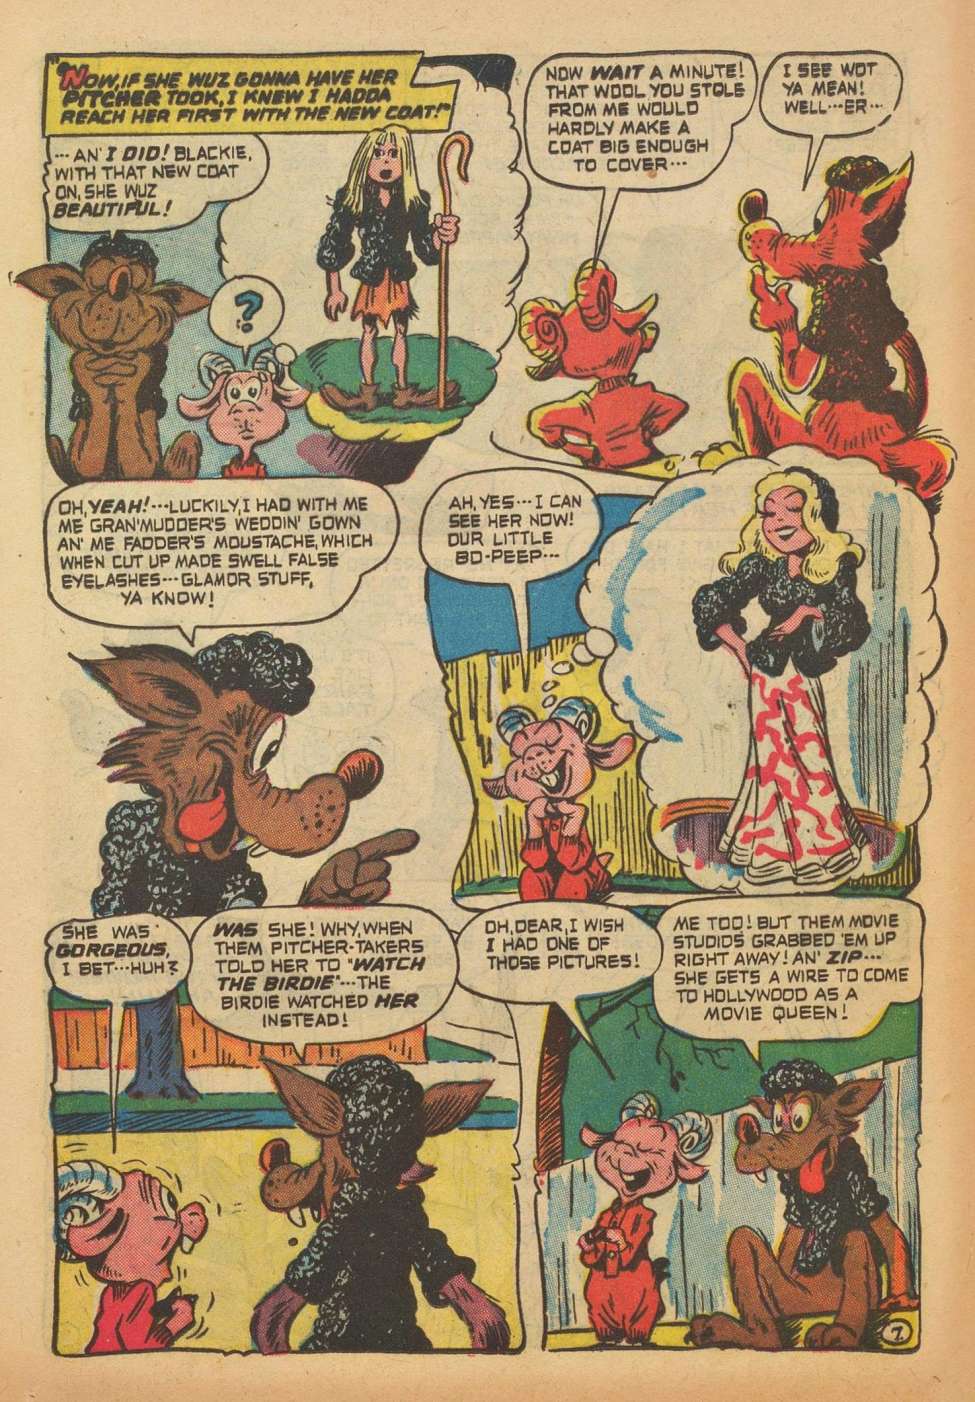 "NOW, IF SHE WUZ GONNA HAVE HER
PITCHER TOOK, I KNEW I HADDA
REACH HER FIRST WITH THE NEW COAT!"
...AN' I DID! BLACKIE,
WITH THAT NEW COAT
ON, SHE WUZ
BEAUTIFUL!
?
NOW WAIT A MINUTE!
THAT WOOL YOU STOLE
FROM ME WOULD
HARDLY MAKE A
COAT BIG ENOUGH
TO COVER...
I SEE WOT
YA MEAN!
WELL...ER...
OH, YEAH!...LUCKILY, I HAD WITH ME
ME GRAN'MUDDER'S WEDDIN' GOWN
AN' ME FADDER'S MOUSTACHE, WHICH
WHEN CUT UP MADE SWELL FALSE
EYELASHES...GLAMOR STUFF,
YA KNOW!
AH, YES...I CAN
SEE HER NOW!
OUR LITTLE
BO-PEEP...
SHE WAS
GORGEOUS,
I BET...HUH?
WAS SHE! WHY, WHEN
THEM PITCHER-TAKERS
TOLD HER TO "WATCH
THE BIRDIE"...THE
BIRDIE WATCHED HER
INSTEAD!
OH, DEAR, I WISH
I HAD ONE OF
THOSE PICTURES!
ME TOO! BUT THEM MOVIE
STUDIOS GRABBED 'EM UP
RIGHT AWAY! AN' ZIP...
SHE GETS A WIRE TO COME
TO HOLLYWOOD AS A
MOVIE QUEEN!
7